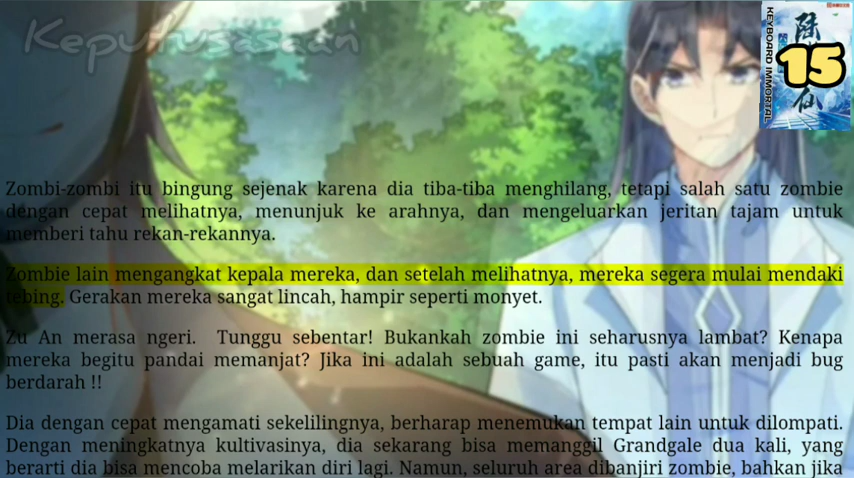 Keputusasaan
KEYBOARD IMMORTAL
15
Zombi-zombi itu bingung sejenak karena dia tiba-tiba menghilang, tetapi salah satu zombie
dengan cepat melihatnya, menunjuk ke arahnya, dan mengeluarkan jeritan tajam untuk
memberi tahu rekan-rekannya.
Zombie lain mengangkat kepala mereka, dan setelah melihatnya, mereka segera mulai mendaki
tebing. Gerakan mereka sangat lincah, hampir seperti monyet.
Zu An merasa ngeri.  Tunggu sebentar! Bukankah zombie ini seharusnya lambat? Kenapa
mereka begitu pandai memanjat? Jika ini adalah sebuah game, itu pasti akan menjadi bug
berdarah !!
Dia dengan cepat mengamati sekelilingnya, berharap menemukan tempat lain untuk dilompati.
Dengan meningkatnya kultivasinya, dia sekarang bisa memanggil Grandgale dua kali, yang
berarti dia bisa mencoba melarikan diri lagi. Namun, seluruh area dibanjiri zombie, bahkan jika